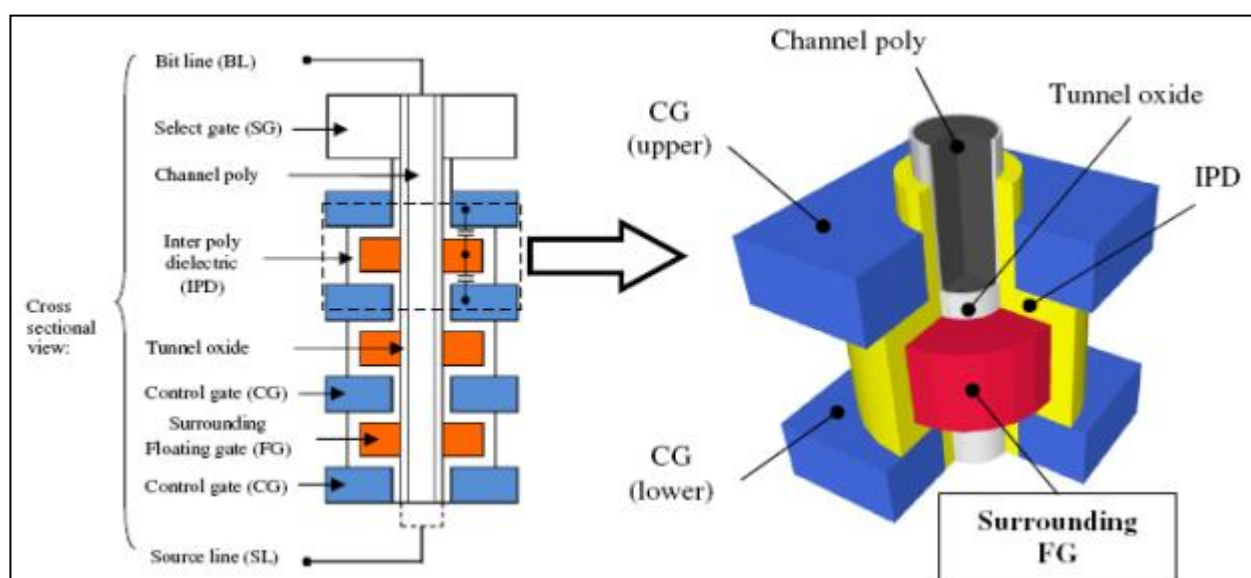 Bit line (BL)
Select gate (SG)
Channel poly
Inter poly
dielectric
(IPD)
Cross
sectional
view:
Tunnel oxide
Control gate (CG)
Surrounding
Floating gate (FG)
Control gate (CG)
Source line (SL)
Channel poly
Tunnel oxide
CG
(upper)
IPD
CG
(lower)
Surrounding
FG